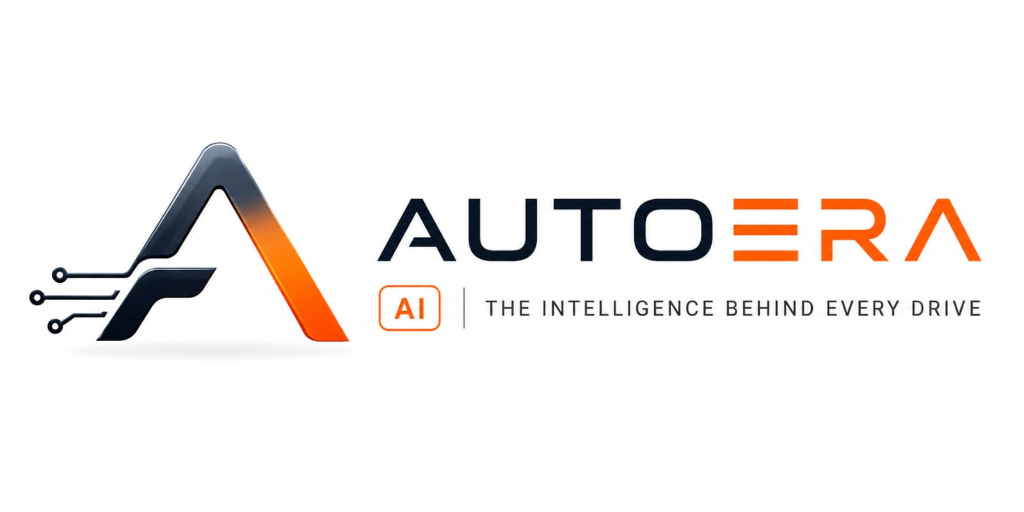 AUTOERA
AI | THE INTELLIGENCE BEHIND EVERY DRIVE